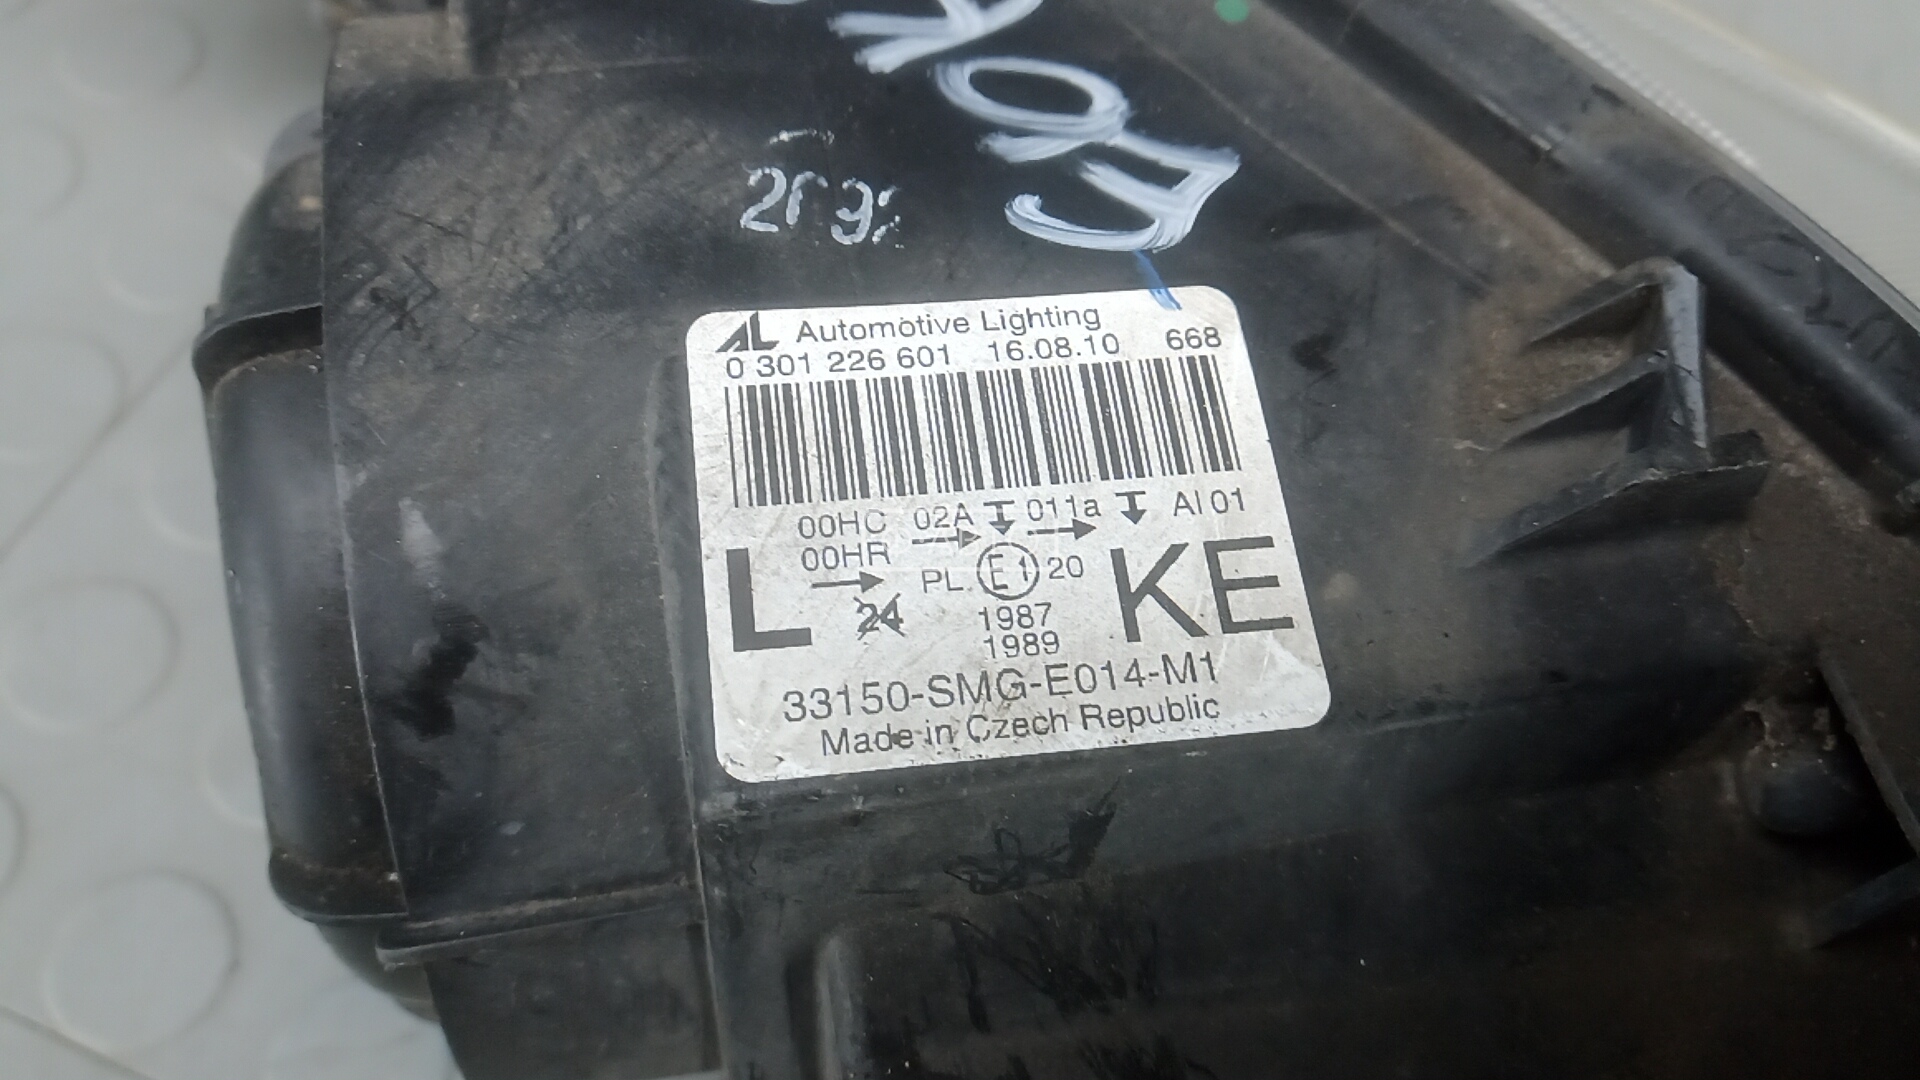 AL Automotive Lighting
0 301 226 601 16.08.10 668
00HC 02A 011a AI 01
00HR
L PL E1 20 KE
24 1987
1989
33150-SMG-E014-M1
Made in Czech Republic